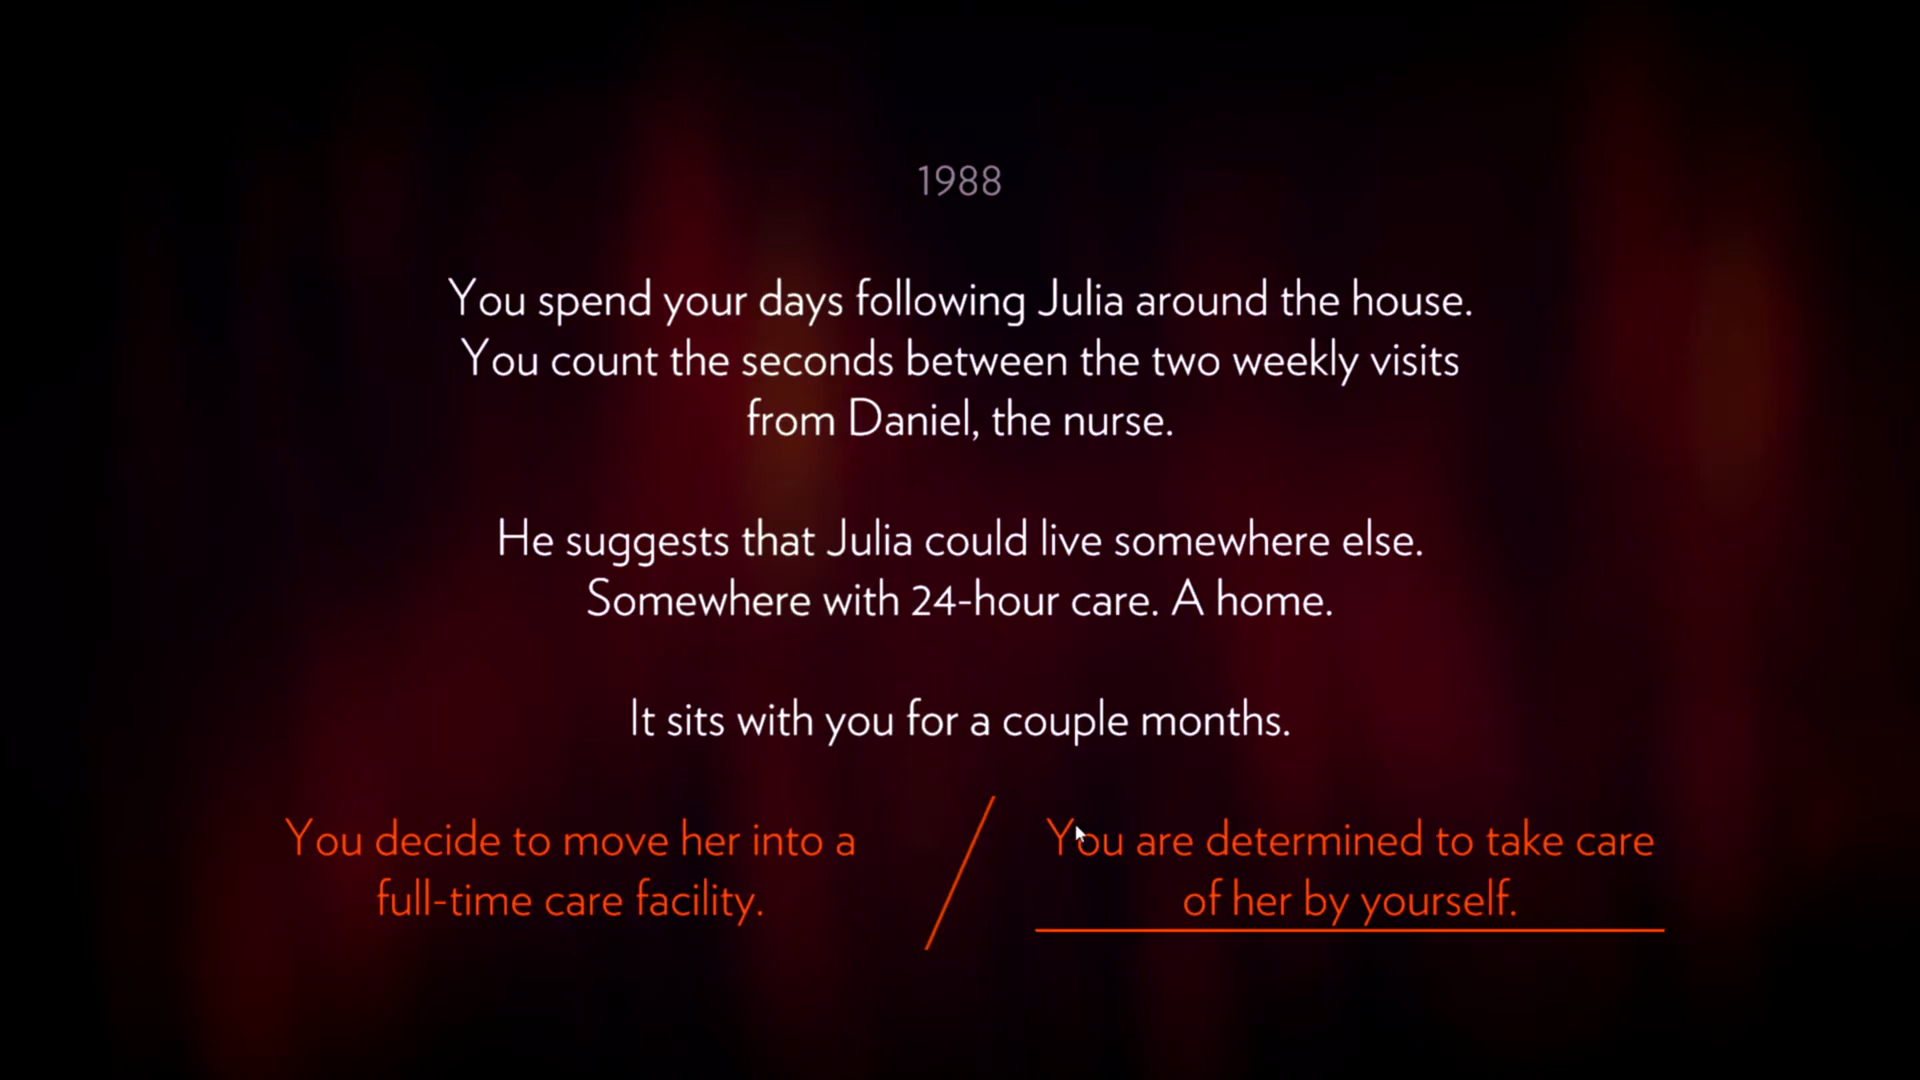 1988
You spend your days following Julia around the house.
You count the seconds between the two weekly visits
from Daniel, the nurse.
He suggests that Julia could live somewhere else.
Somewhere with 24-hour care. A home.
It sits with you for a couple months.
You decide to move her into a
full-time care facility.
You are determined to take care
of her by yourself.